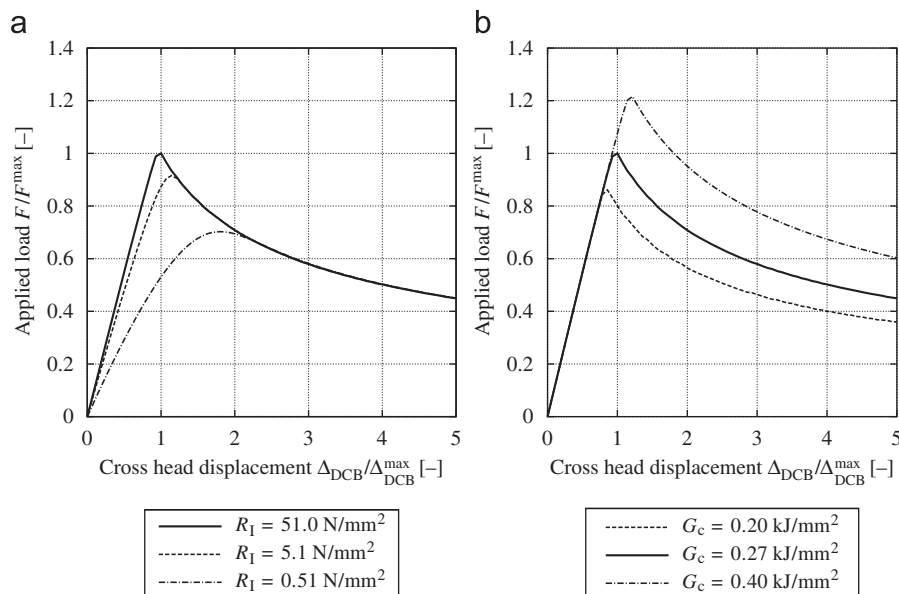 a
1.4
1.2
1
0.8
0.6
0.4
0.2
0
Applied load F/F^max [–]
0 1 2 3 4 5
Cross head displacement Δ_DCB/Δ_DCB^max [–]
R_I = 51.0 N/mm²
R_I = 5.1 N/mm²
R_I = 0.51 N/mm²
b
1.4
1.2
1
0.8
0.6
0.4
0.2
0
Applied load F/F^max [–]
0 1 2 3 4 5
Cross head displacement Δ_DCB/Δ_DCB^max [–]
G_c = 0.20 kJ/mm²
G_c = 0.27 kJ/mm²
G_c = 0.40 kJ/mm²